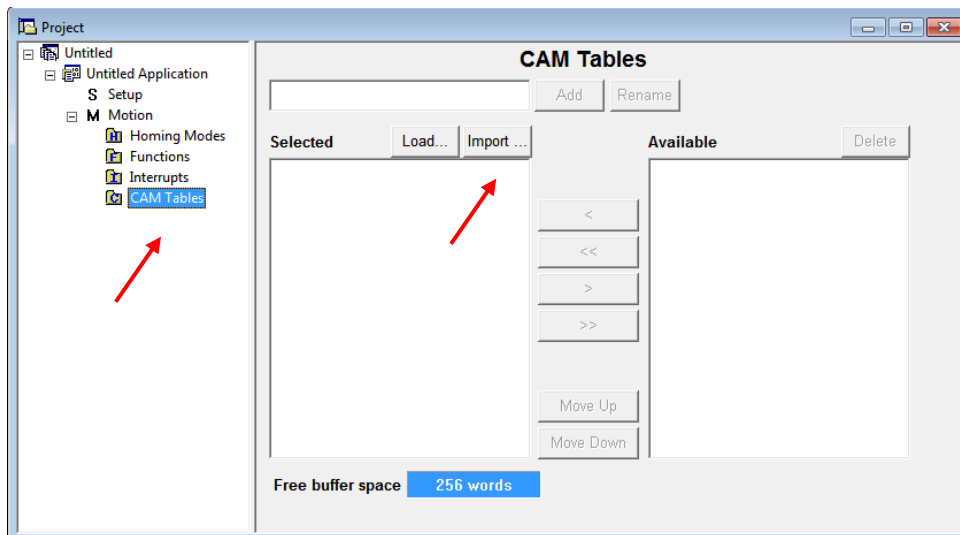 Project
Untitled
Untitled Application
S Setup
M Motion
H Homing Modes
F Functions
I Interrupts
C CAM Tables
CAM Tables
Add Rename
Selected Load... Import ... Available Delete
<
<<
>
>>
Move Up
Move Down
Free buffer space 256 words